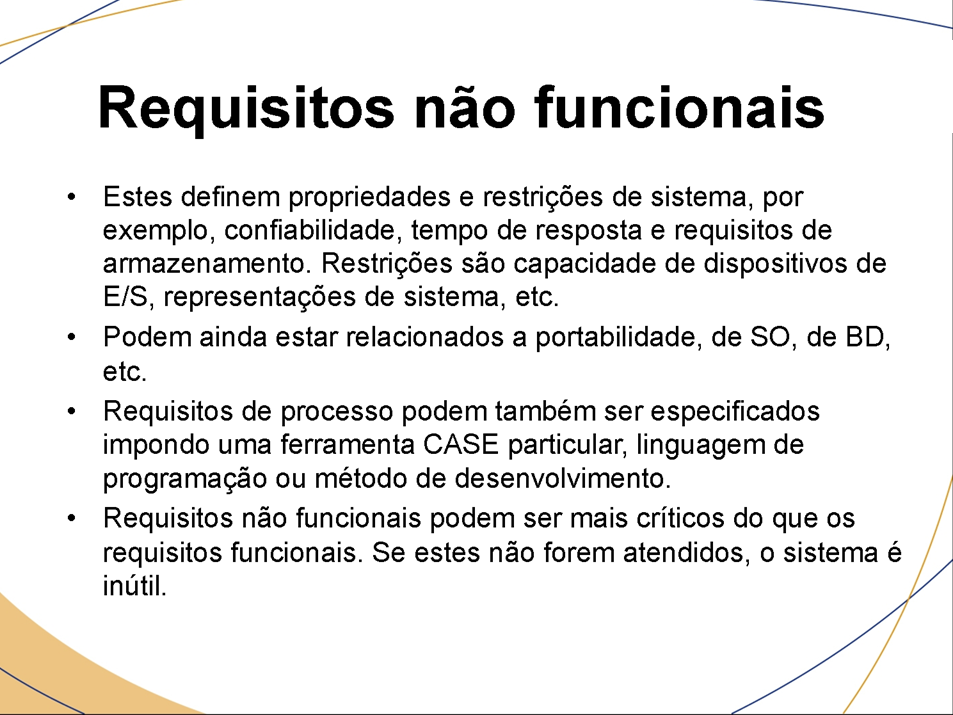 Requisitos não funcionais
• Estes definem propriedades e restrições de sistema, por
exemplo, confiabilidade, tempo de resposta e requisitos de
armazenamento. Restrições são capacidade de dispositivos de
E/S, representações de sistema, etc.
• Podem ainda estar relacionados a portabilidade, de SO, de BD,
etc.
• Requisitos de processo podem também ser especificados
impondo uma ferramenta CASE particular, linguagem de
programação ou método de desenvolvimento.
• Requisitos não funcionais podem ser mais críticos do que os
requisitos funcionais. Se estes não forem atendidos, o sistema é
inútil.